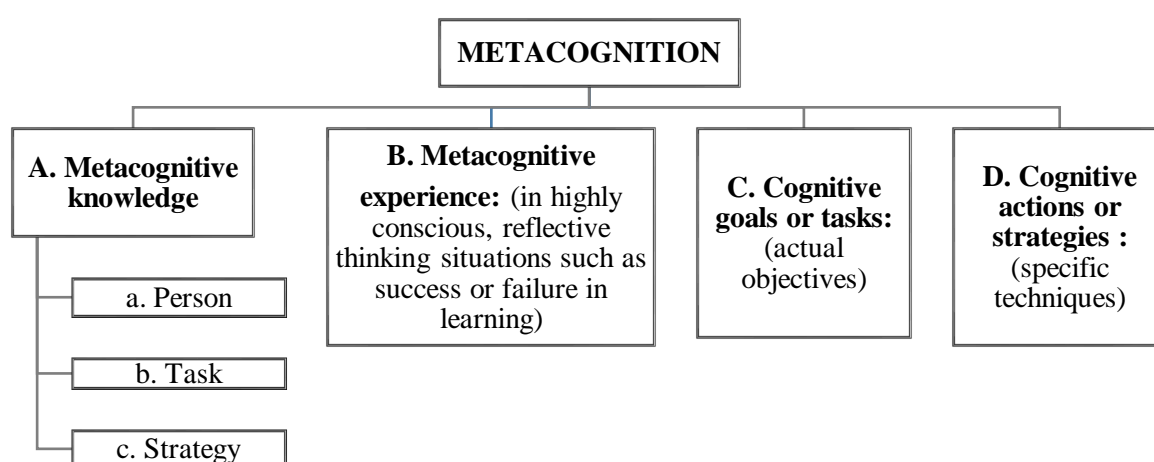 METACOGNITION
A. Metacognitive
knowledge
a. Person
b. Task
c. Strategy
B. Metacognitive
experience: (in highly
conscious, reflective
thinking situations such as
success or failure in
learning)
C. Cognitive
goals or tasks:
(actual
objectives)
D. Cognitive
actions or
strategies :
(specific
techniques)